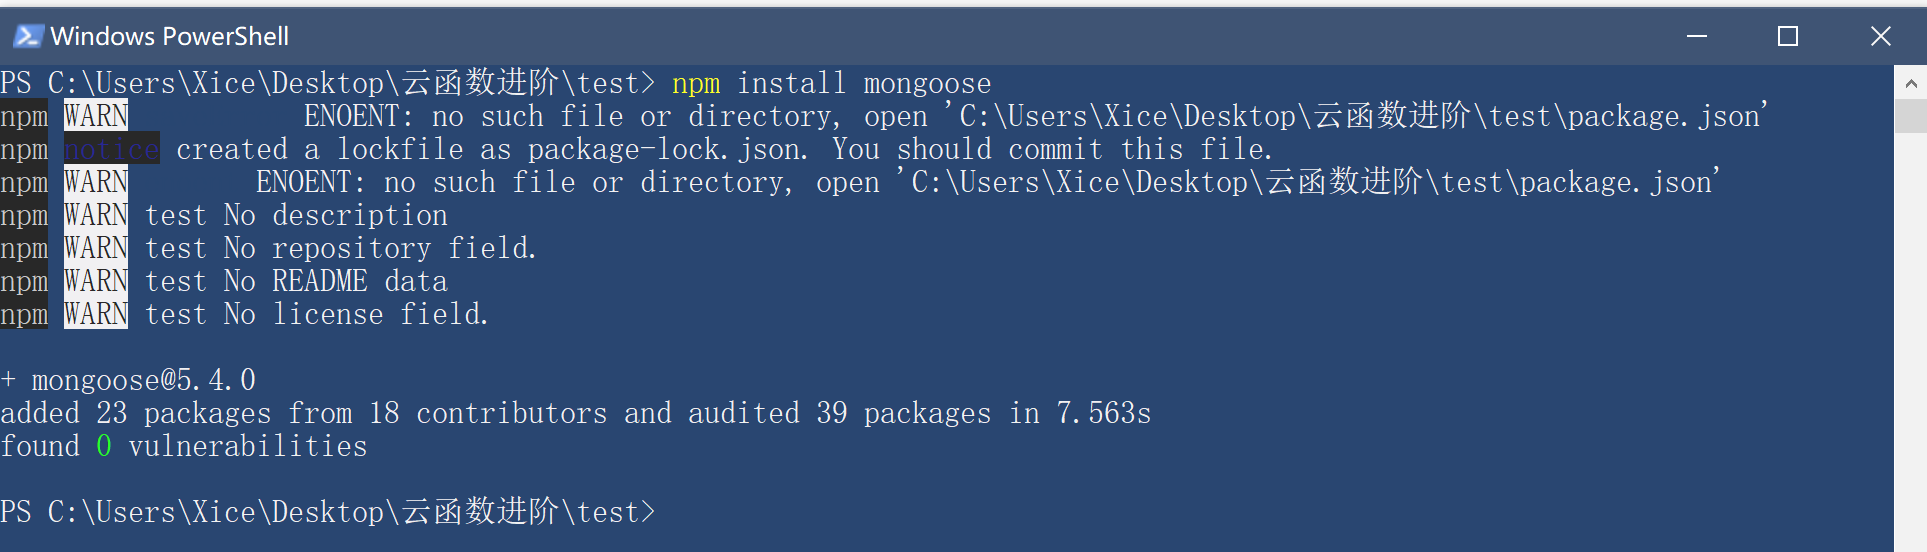 Windows PowerShell
PS C:\Users\Xice\Desktop\云函数进阶\test> npm install mongoose
npm WARN ENOENT: no such file or directory, open 'C:\Users\Xice\Desktop\云函数进阶\test\package.json'
npm notice created a lockfile as package-lock.json. You should commit this file.
npm WARN ENOENT: no such file or directory, open 'C:\Users\Xice\Desktop\云函数进阶\test\package.json'
npm WARN test No description
npm WARN test No repository field.
npm WARN test No README data
npm WARN test No license field.
+ mongoose@5.4.0
added 23 packages from 18 contributors and audited 39 packages in 7.563s
found 0 vulnerabilities
PS C:\Users\Xice\Desktop\云函数进阶\test>